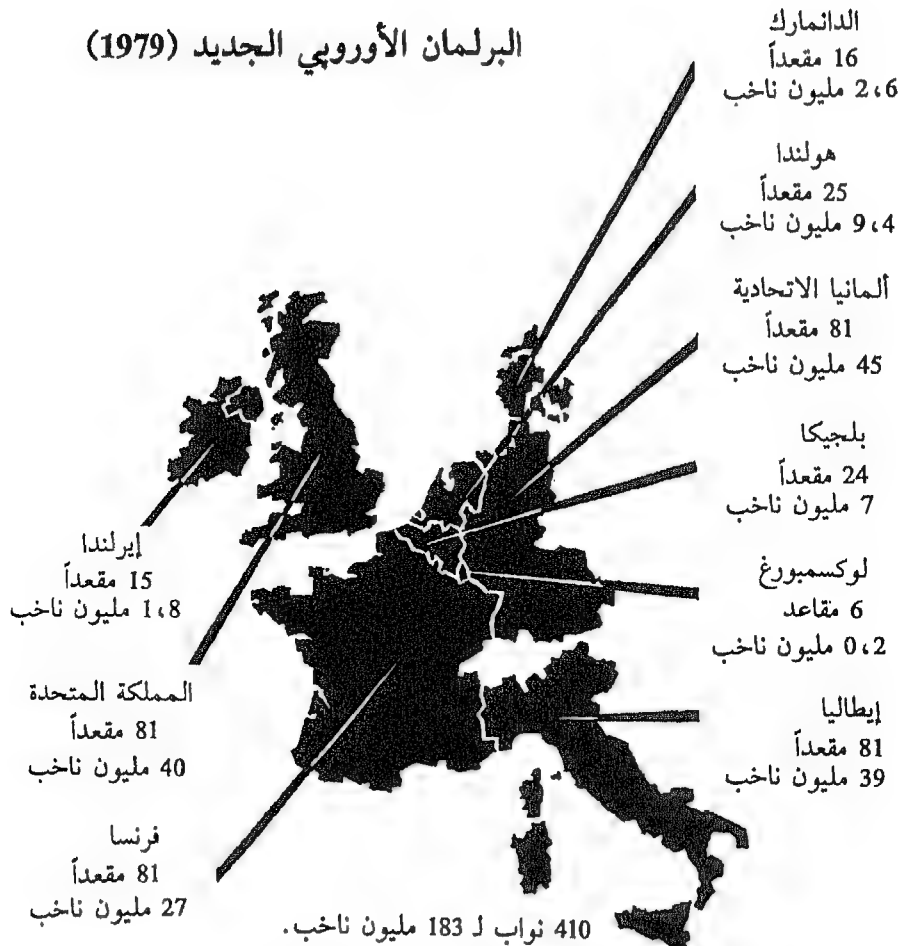 البرلمان الأوروبي الجديد (1979)
الدانمارك
16 مقعداً
2،6 مليون ناخب
هولندا
25 مقعداً
9،4 مليون ناخب
ألمانيا الاتحادية
81 مقعداً
45 مليون ناخب
بلجيكا
24 مقعداً
7 مليون ناخب
لوكسمبورغ
6 مقاعد
0،2 مليون ناخب
إيطاليا
81 مقعداً
39 مليون ناخب
إيرلندا
15 مقعداً
1،8 مليون ناخب
المملكة المتحدة
81 مقعداً
40 مليون ناخب
فرنسا
81 مقعداً
27 مليون ناخب
410 نواب لـ 183 مليون ناخب.